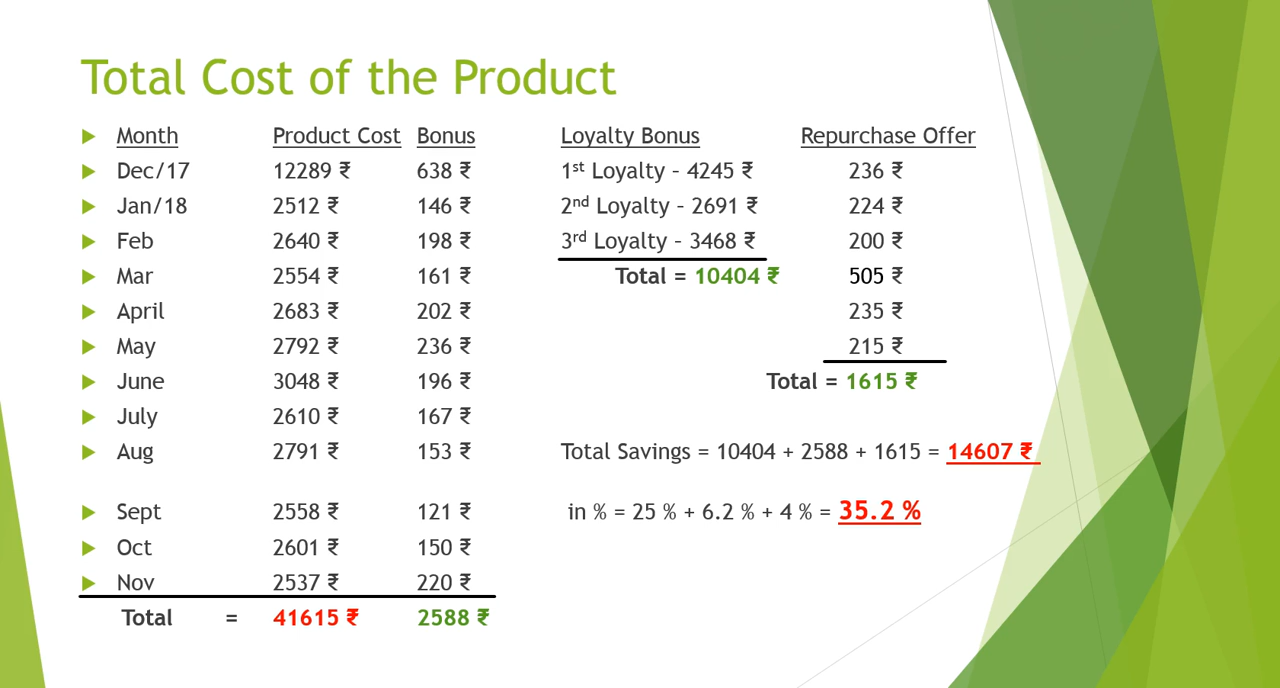 Total Cost of the Product
Month Product Cost Bonus Loyalty Bonus Repurchase Offer
Dec/17 12289 ₹ 638 ₹ 1st Loyalty – 4245 ₹ 236 ₹
Jan/18 2512 ₹ 146 ₹ 2nd Loyalty – 2691 ₹ 224 ₹
Feb 2640 ₹ 198 ₹ 3rd Loyalty – 3468 ₹ 200 ₹
Mar 2554 ₹ 161 ₹ Total = 10404 ₹ 505 ₹
April 2683 ₹ 202 ₹ 235 ₹
May 2792 ₹ 236 ₹ 215 ₹
June 3048 ₹ 196 ₹ Total = 1615 ₹
July 2610 ₹ 167 ₹
Aug 2791 ₹ 153 ₹ Total Savings = 10404 + 2588 + 1615 = 14607 ₹
Sept 2558 ₹ 121 ₹ in % = 25 % + 6.2 % + 4 % = 35.2 %
Oct 2601 ₹ 150 ₹
Nov 2537 ₹ 220 ₹
Total = 41615 ₹ 2588 ₹